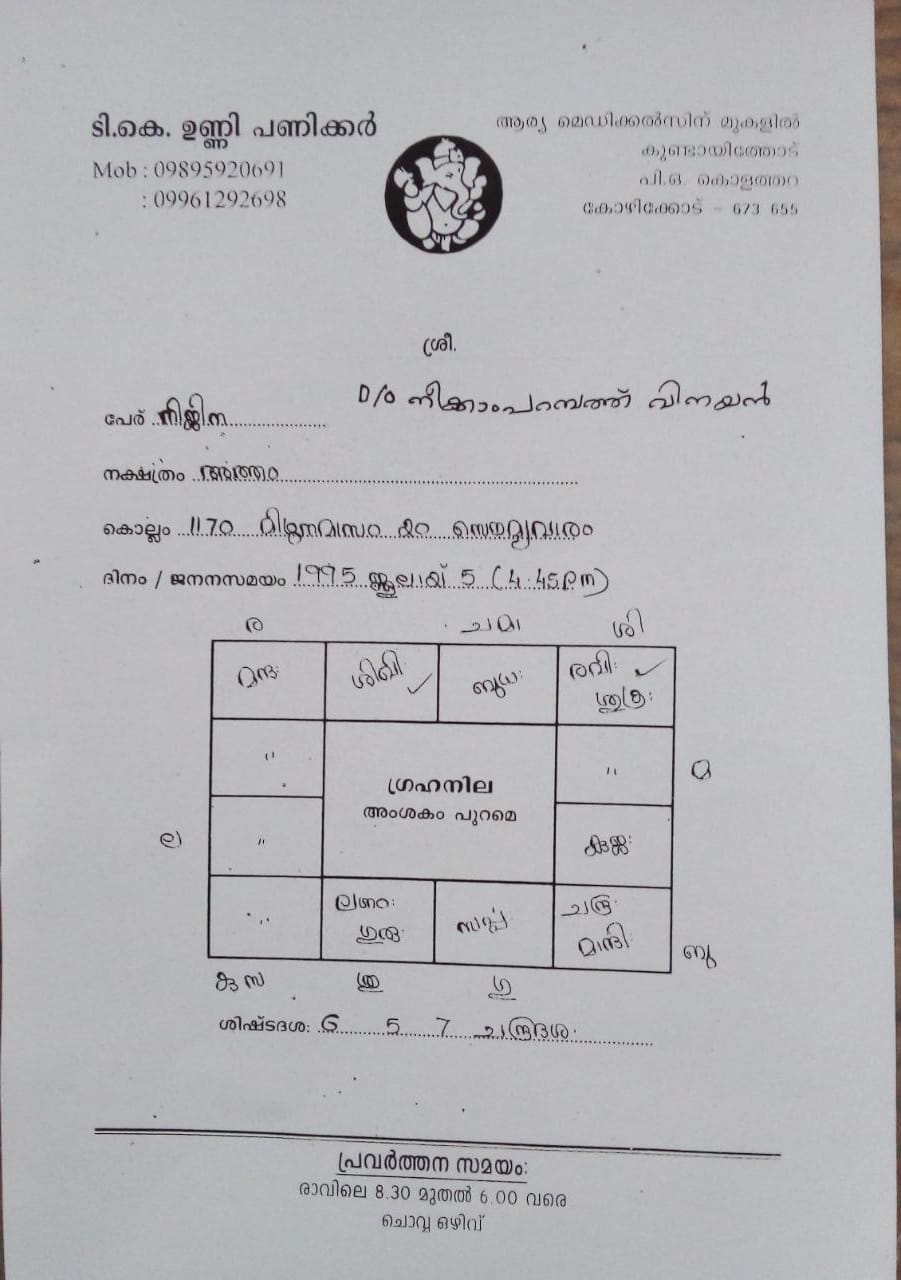 ടി.കെ. ഉണ്ണി പണിക്കർ
Mob : 09895920691
: 09961292698
ആര്യ മെഡിക്കൽസിന് മുകളിൽ
കുണ്ടായിത്തോട്
പി.ഒ. കൊളത്തറ
കോഴിക്കോട് - 673 655
ശ്രീ.
പേര് നിജിന D/o നീക്കാംപറമ്പത്ത് വിനയൻ
നക്ഷത്രം അത്തം
കൊല്ലം 1170 മിഥുനമാസം 20
ദിനം / ജനനസമയം 1995 ജൂലായ് 5 (4.45pm)
ര ചമ ശി
മന്ദ: ശിഖി ബുധ: രവി: ശുക്ര:
" " മ
ഗ്രഹനില
അംശകം പുറമെ
ല " കുജ:
" ലഗ്നം ഗുരു സർപ്പ ചന്ദ്ര: മാന്ദി: ബു
കു സ ശു ഗു
ശിഷ്ടദശ: 6 5 7 ചന്ദ്രദശ
പ്രവർത്തന സമയം:
രാവിലെ 8.30 മുതൽ 6.00 വരെ
ചൊവ്വ ഒഴിവ്